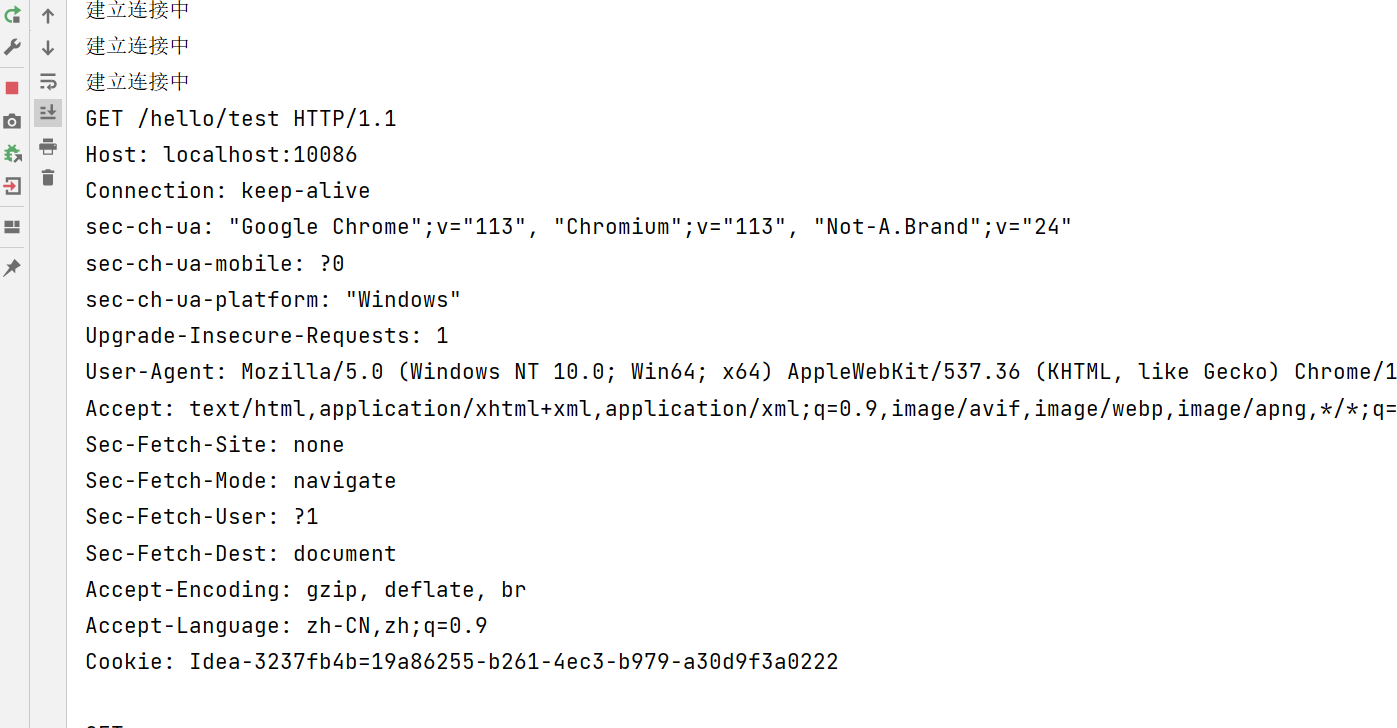 建立连接中
建立连接中
建立连接中
GET /hello/test HTTP/1.1
Host: localhost:10086
Connection: keep-alive
sec-ch-ua: "Google Chrome";v="113", "Chromium";v="113", "Not-A.Brand";v="24"
sec-ch-ua-mobile: ?0
sec-ch-ua-platform: "Windows"
Upgrade-Insecure-Requests: 1
User-Agent: Mozilla/5.0 (Windows NT 10.0; Win64; x64) AppleWebKit/537.36 (KHTML, like Gecko) Chrome/1
Accept: text/html,application/xhtml+xml,application/xml;q=0.9,image/avif,image/webp,image/apng,*/*;q=
Sec-Fetch-Site: none
Sec-Fetch-Mode: navigate
Sec-Fetch-User: ?1
Sec-Fetch-Dest: document
Accept-Encoding: gzip, deflate, br
Accept-Language: zh-CN,zh;q=0.9
Cookie: Idea-3237fb4b=19a86255-b261-4ec3-b979-a30d9f3a0222